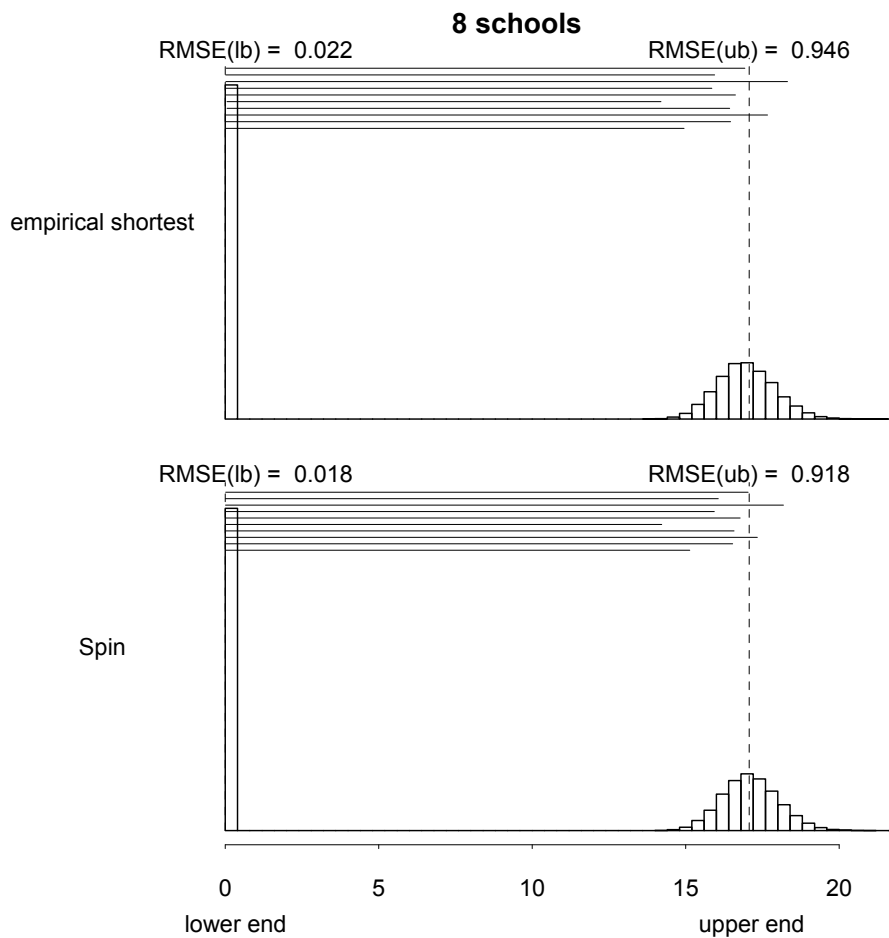 8 schools
RMSE(lb) = 0.022 RMSE(ub) = 0.946
empirical shortest
RMSE(lb) = 0.018 RMSE(ub) = 0.918
Spin
0 5 10 15 20
lower end upper end